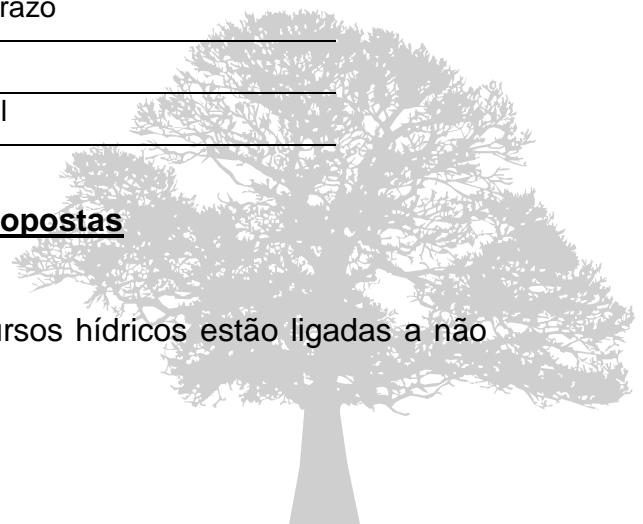 razo
l
opostas
ursos hídricos estão ligadas a não